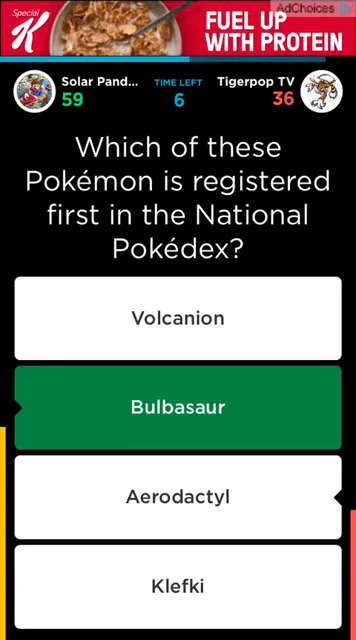 Special
K
FUEL UP
WITH PROTEIN
AdChoices
Solar Pand...
59
TIME LEFT
6
Tigerpop TV
36
Which of these
Pokémon is registered
first in the National
Pokédex?
Volcanion
Bulbasaur
Aerodactyl
Klefki